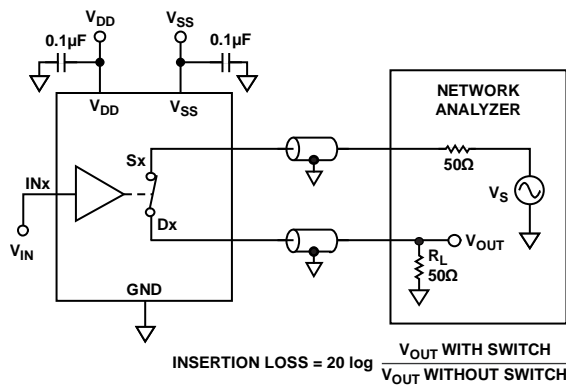 VDD
VSS
0.1µF
0.1µF
VDD
VSS
NETWORK
ANALYZER
Sx
50Ω
INx
VS
Dx
VOUT
VIN
RL
50Ω
GND
INSERTION LOSS = 20 log VOUT WITH SWITCH
VOUT WITHOUT SWITCH